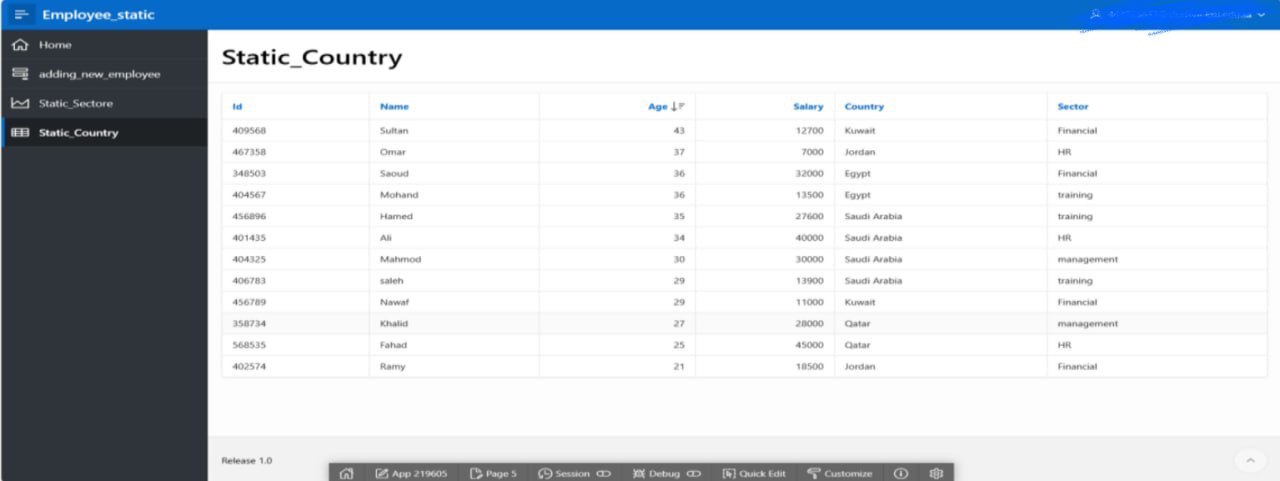 Employee_static
Home
adding_new_employee
Static_Sectore
Static_Country
Static_Country
Id Name Age Salary Country Sector
409568 Sultan 43 12700 Kuwait Financial
467358 Omar 37 7000 Jordan HR
348503 Saoud 36 32000 Egypt Financial
404567 Mohand 36 13500 Egypt training
456896 Hamed 35 27600 Saudi Arabia training
401435 Ali 34 40000 Saudi Arabia HR
404325 Mahmod 30 30000 Saudi Arabia management
406783 saleh 29 13900 Saudi Arabia training
456789 Nawaf 29 11000 Kuwait Financial
358734 Khalid 27 28000 Qatar management
568535 Fahad 25 45000 Qatar HR
402574 Ramy 21 18500 Jordan Financial
Release 1.0
App 219605 Page 5 Session Debug Quick Edit Customize